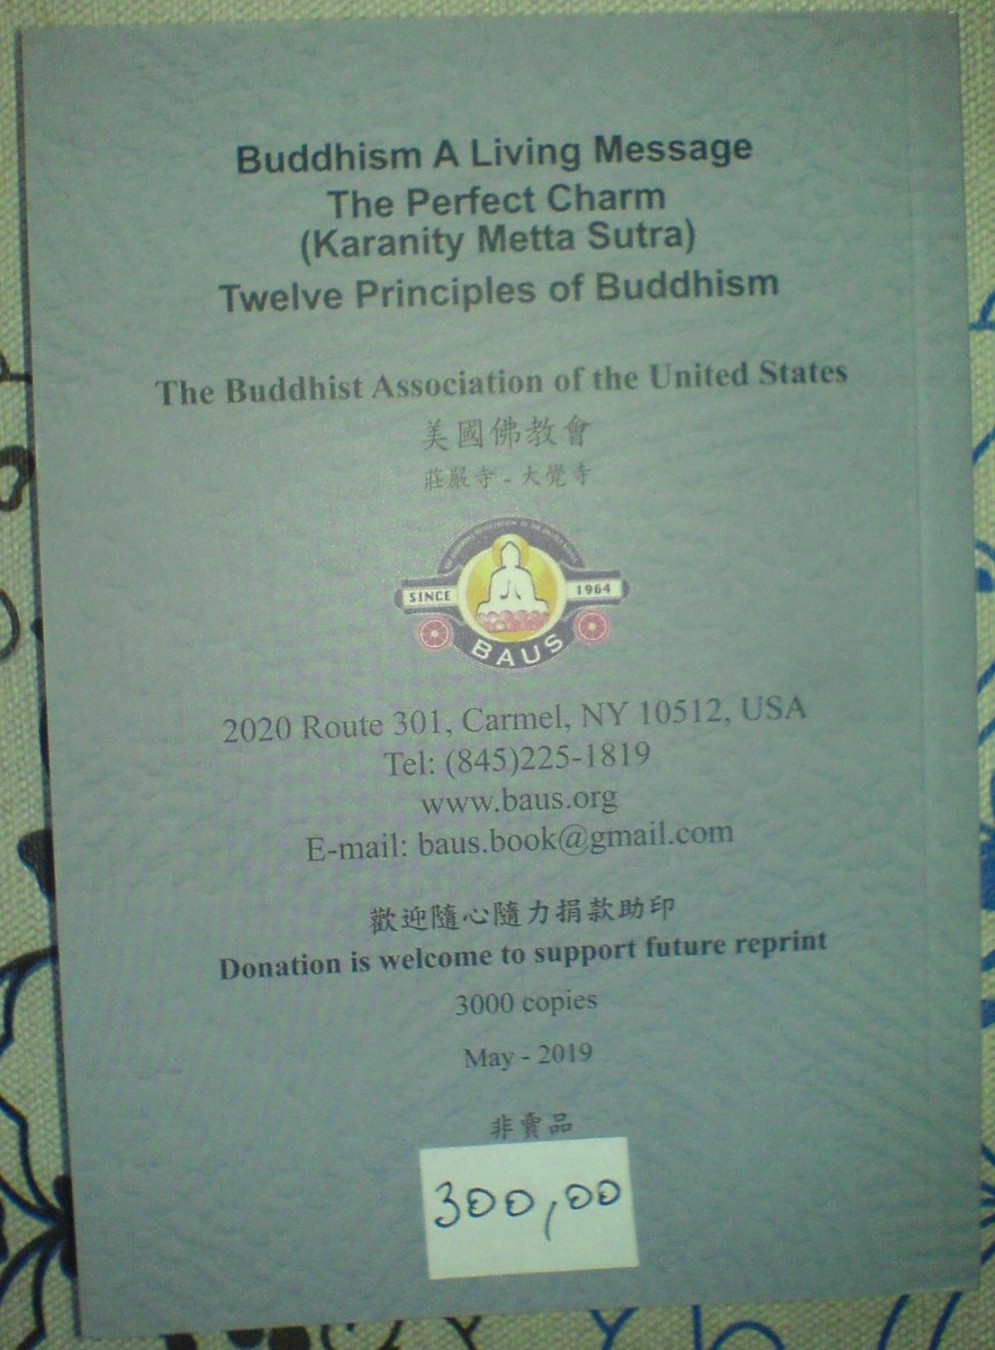 Buddhism A Living Message
The Perfect Charm
(Karanity Metta Sutra)
Twelve Principles of Buddhism
The Buddhist Association of the United States
美國佛教會
莊嚴寺 - 大覺寺
SINCE 1964
BAUS
2020 Route 301, Carmel, NY 10512, USA
Tel: (845)225-1819
www.baus.org
E-mail: baus.book@gmail.com
歡迎隨心隨力捐款助印
Donation is welcome to support future reprint
3000 copies
May - 2019
非賣品
300,00